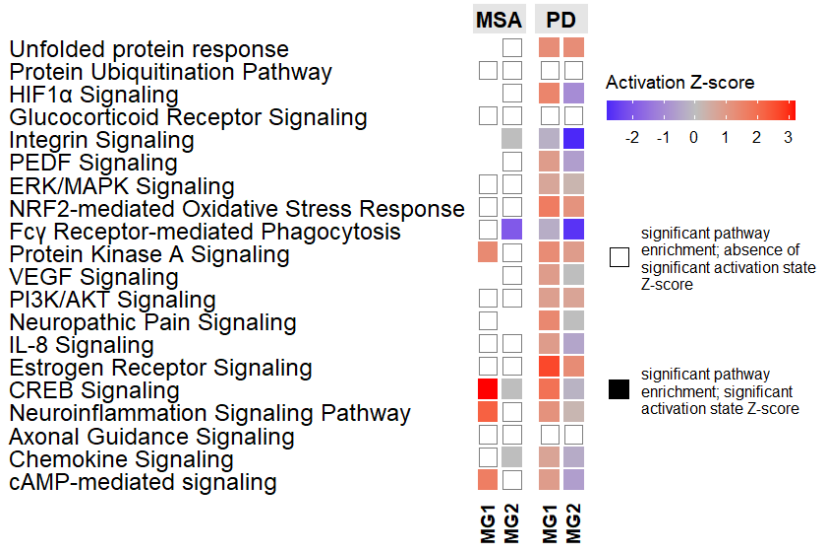 MSA PD
Unfolded protein response
Protein Ubiquitination Pathway
HIF1α Signaling
Glucocorticoid Receptor Signaling
Integrin Signaling
PEDF Signaling
ERK/MAPK Signaling
NRF2-mediated Oxidative Stress Response
Fcγ Receptor-mediated Phagocytosis
Protein Kinase A Signaling
VEGF Signaling
PI3K/AKT Signaling
Neuropathic Pain Signaling
IL-8 Signaling
Estrogen Receptor Signaling
CREB Signaling
Neuroinflammation Signaling Pathway
Axonal Guidance Signaling
Chemokine Signaling
cAMP-mediated signaling
MG1 MG2 MG1 MG2
Activation Z-score
-2 -1 0 1 2 3
significant pathway
enrichment; absence of
significant activation state
Z-score
significant pathway
enrichment; significant
activation state Z-score